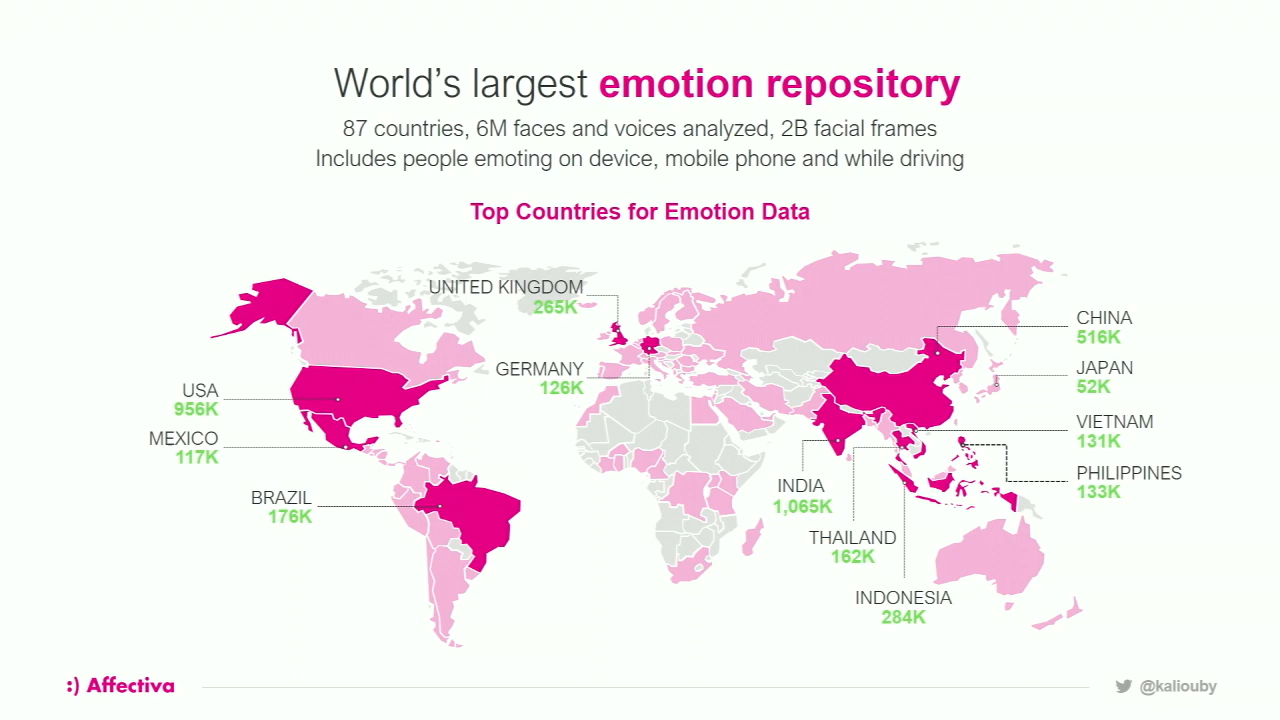 World's largest emotion repository
87 countries, 6M faces and voices analyzed, 2B facial frames
Includes people emoting on device, mobile phone and while driving
Top Countries for Emotion Data
UNITED KINGDOM
265K
GERMANY
126K
USA
956K
MEXICO
117K
BRAZIL
176K
CHINA
516K
JAPAN
52K
VIETNAM
131K
PHILIPPINES
133K
INDIA
1,065K
THAILAND
162K
INDONESIA
284K
:) Affectiva
@kaliouby